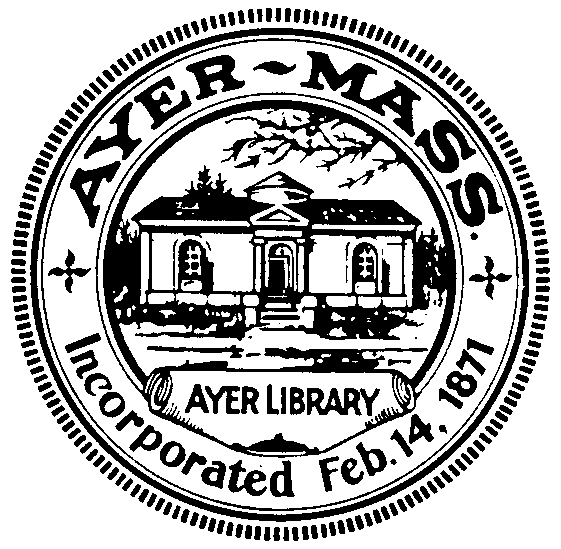 AYER ~ MASS.
AYER LIBRARY
Incorporated Feb. 14, 1871